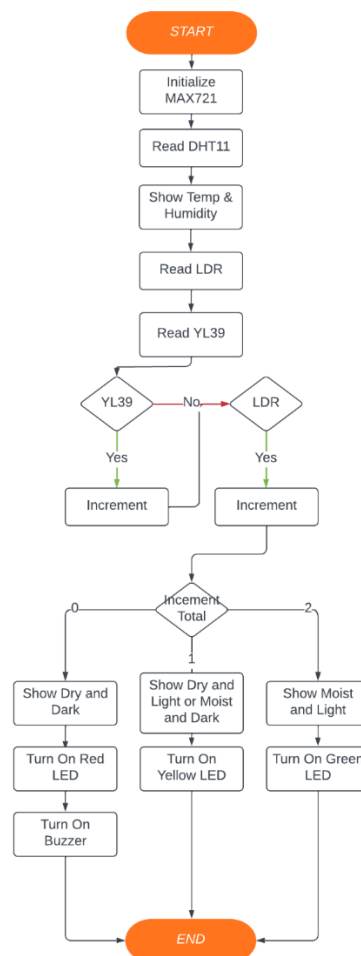 START
Initialize
MAX721
Read DHT11
Show Temp &
Humidity
Read LDR
Read YL39
YL39
No
LDR
Yes
Yes
Increment
Increment
Incement
Total
0
2
1
Show Dry and
Dark
Show Dry and
Light or Moist
and Dark
Show Moist
and Light
Turn On Red
LED
Turn On
Yellow LED
Turn On Green
LED
Turn On
Buzzer
END